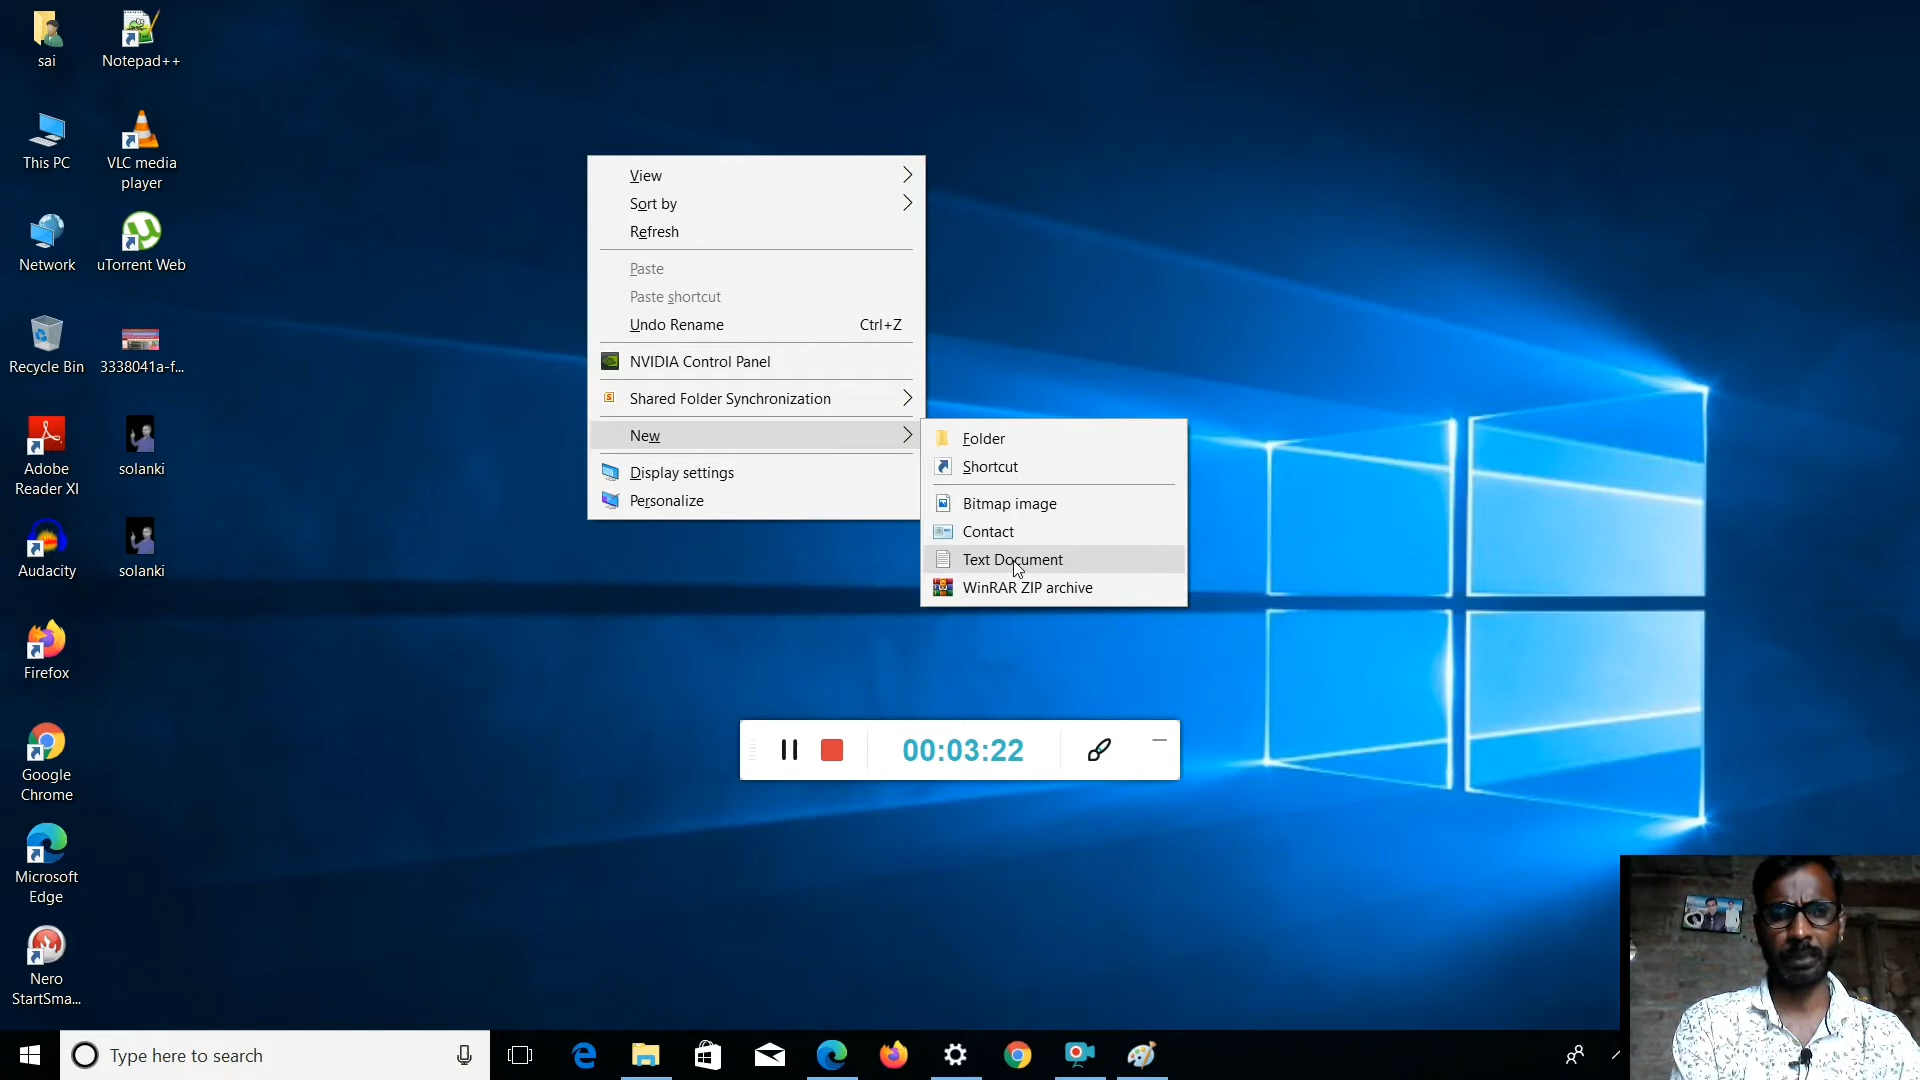 sai
Notepad++
This PC
VLC media
player
Network
uTorrent Web
Recycle Bin
3338041a-f...
Adobe
Reader XI
solanki
Audacity
solanki
Firefox
Google
Chrome
Microsoft
Edge
Nero
StartSma...
View
Sort by
Refresh
Paste
Paste shortcut
Undo Rename Ctrl+Z
NVIDIA Control Panel
Shared Folder Synchronization
New
Display settings
Personalize
Folder
Shortcut
Bitmap image
Contact
Text Document
WinRAR ZIP archive
00:03:22
Type here to search